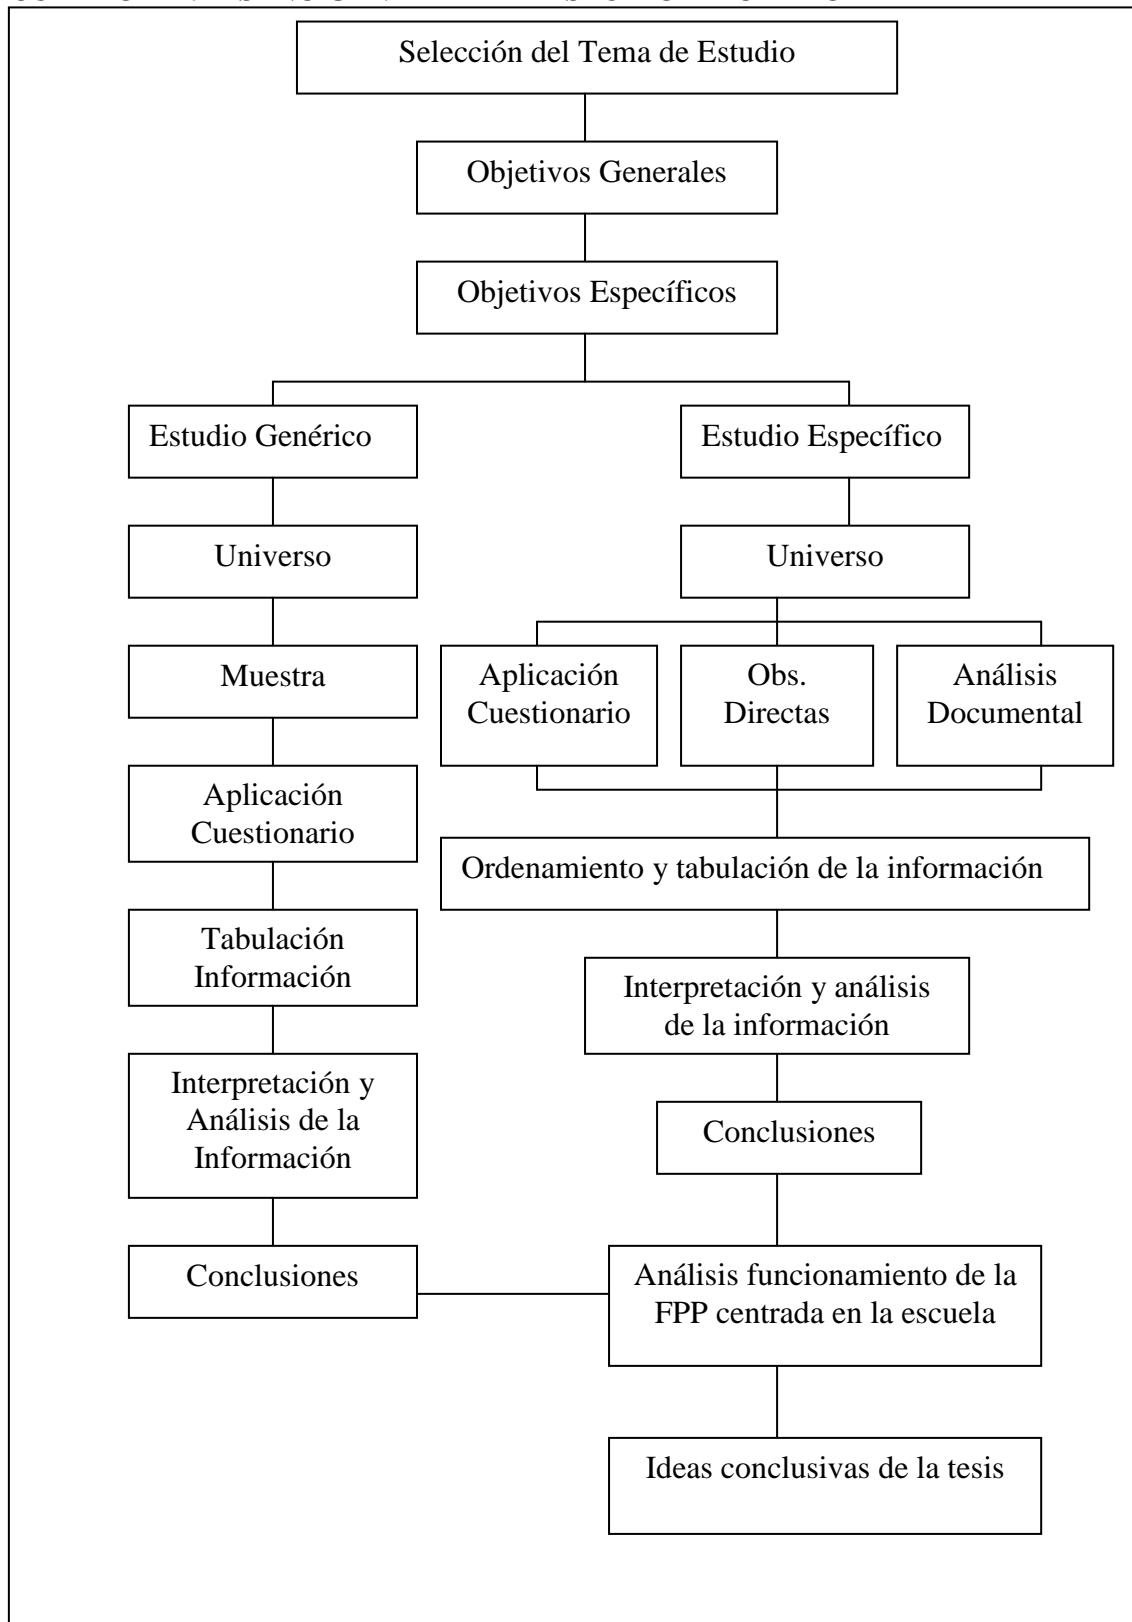 Selección del Tema de Estudio
Objetivos Generales
Objetivos Específicos
Estudio Genérico
Estudio Específico
Universo
Universo
Muestra
Aplicación
Cuestionario
Obs.
Directas
Análisis
Documental
Aplicación
Cuestionario
Ordenamiento y tabulación de la información
Tabulación
Información
Interpretación y análisis
de la información
Interpretación y
Análisis de la
Información
Conclusiones
Conclusiones
Análisis funcionamiento de la
FPP centrada en la escuela
Ideas conclusivas de la tesis